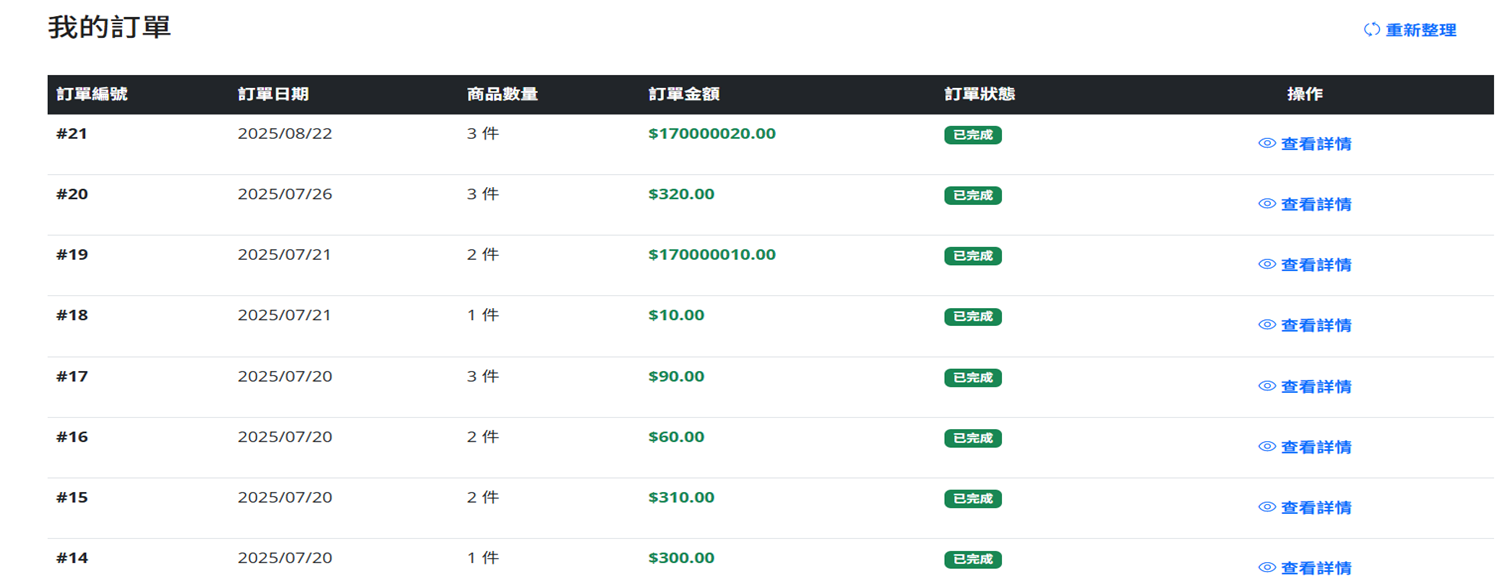 我的訂單
重新整理
訂單編號 訂單日期 商品數量 訂單金額 訂單狀態 操作
#21 2025/08/22 3 件 $170000020.00 已完成 查看詳情
#20 2025/07/26 3 件 $320.00 已完成 查看詳情
#19 2025/07/21 2 件 $170000010.00 已完成 查看詳情
#18 2025/07/21 1 件 $10.00 已完成 查看詳情
#17 2025/07/20 3 件 $90.00 已完成 查看詳情
#16 2025/07/20 2 件 $60.00 已完成 查看詳情
#15 2025/07/20 2 件 $310.00 已完成 查看詳情
#14 2025/07/20 1 件 $300.00 已完成 查看詳情